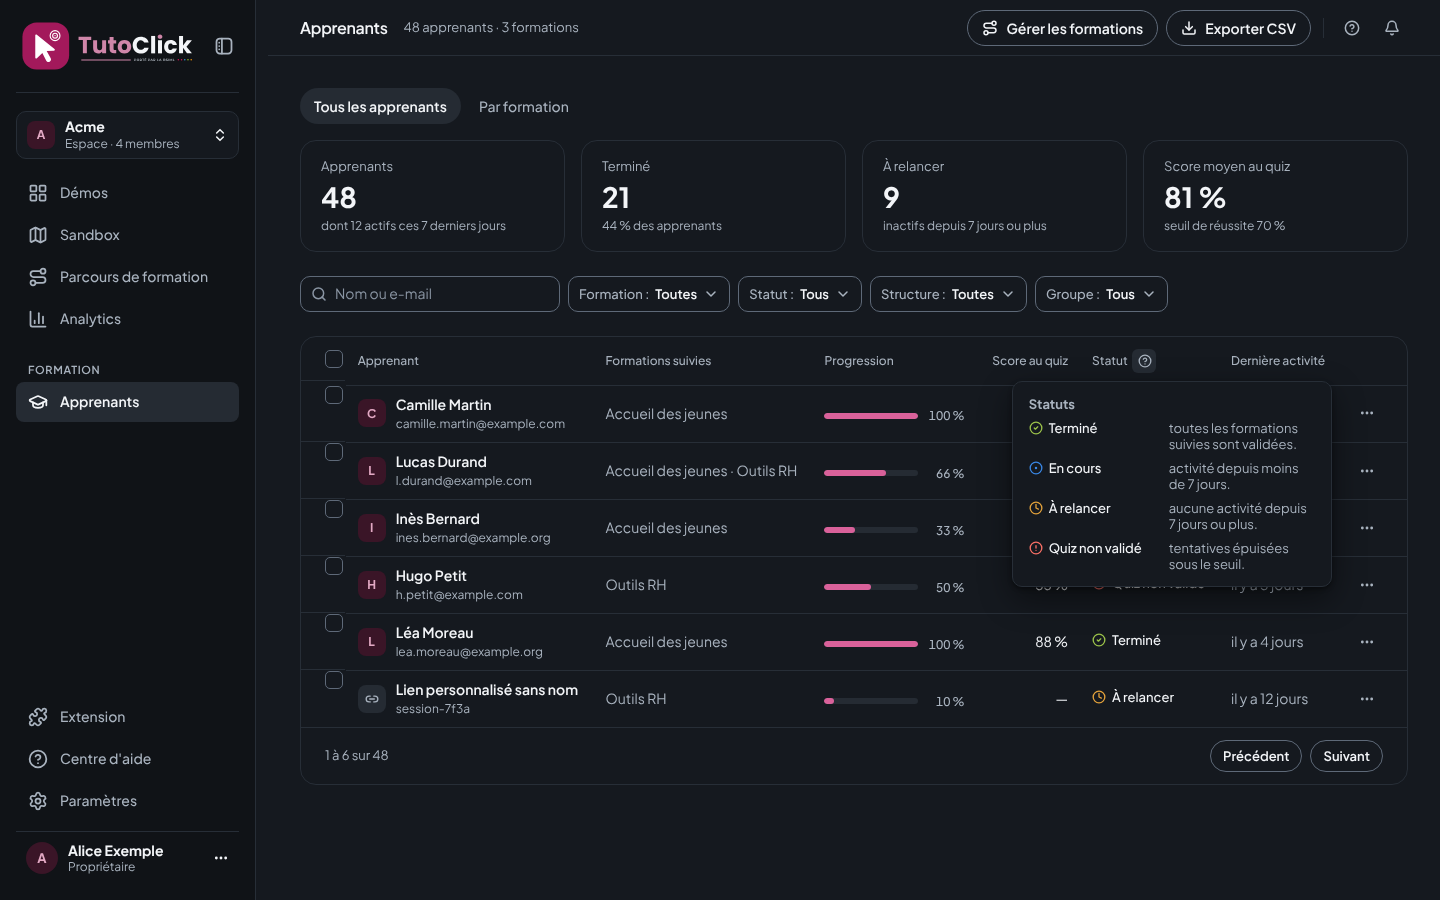 TutoClick
Apprenants
48 apprenants · 3 formations
Gérer les formations
Exporter CSV
A
Acme
Espace · 4 membres
Démos
Sandbox
Parcours de formation
Analytics
FORMATION
Apprenants
Extension
Centre d'aide
Paramètres
A
Alice Exemple
Propriétaire
Tous les apprenants
Par formation
Apprenants
48
dont 12 actifs ces 7 derniers jours
Terminé
21
44 % des apprenants
À relancer
9
inactifs depuis 7 jours ou plus
Score moyen au quiz
81 %
seuil de réussite 70 %
Nom ou e-mail
Formation : Toutes
Statut : Tous
Structure : Toutes
Groupe : Tous
Apprenant
Formations suivies
Progression
Score au quiz
Statut
Dernière activité
C
Camille Martin
camille.martin@example.com
Accueil des jeunes
100 %
L
Lucas Durand
l.durand@example.com
Accueil des jeunes · Outils RH
66 %
I
Inès Bernard
ines.bernard@example.org
Accueil des jeunes
33 %
H
Hugo Petit
h.petit@example.com
Outils RH
50 %
L
Léa Moreau
lea.moreau@example.org
Accueil des jeunes
100 %
88 %
Terminé
il y a 4 jours
Lien personnalisé sans nom
session-7f3a
Outils RH
10 %
—
À relancer
il y a 12 jours
Statuts
Terminé
toutes les formations
suivies sont validées.
En cours
activité depuis moins
de 7 jours.
À relancer
aucune activité depuis
7 jours ou plus.
Quiz non validé
tentatives épuisées
sous le seuil.
1 à 6 sur 48
Précédent
Suivant